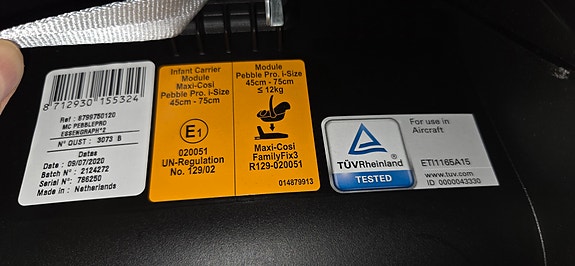 8 712930 155324
Ref : 8799750120
MC PEBBLEPRO
ESSENGRAPH*2
N° OUST : 3073 B
Datas
Date : 09/07/2020
Batch N° : 2124272
Serial N°: 786250
Made in : Netherlands
Infant Carrier
Module
Maxi-Cosi
Pebble Pro. i-Size
45cm - 75cm
E1
020051
UN-Regulation
No. 129/02
Module
Pebble Pro. i-Size
45cm - 75cm
≤ 12kg
Maxi-Cosi
FamilyFix3
R129-020051
014879913
TÜVRheinland
TESTED
For use in
Aircraft
ETI1165A15
www.tuv.com
ID 0000043330